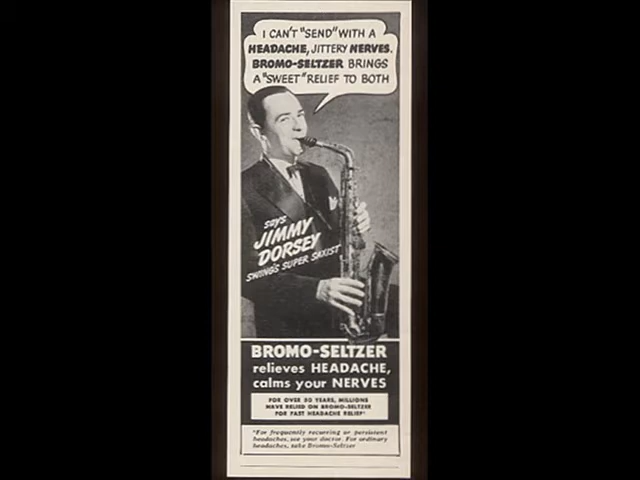 I CAN'T "SEND" WITH A
HEADACHE, JITTERY NERVES.
BROMO-SELTZER BRINGS
A "SWEET" RELIEF TO BOTH
says
JIMMY
DORSEY
SWING'S SUPER SAXIST
BROMO-SELTZER
relieves HEADACHE,
calms your NERVES
FOR OVER 50 YEARS, MILLIONS
HAVE RELIED ON BROMO-SELTZER
FOR FAST HEADACHE RELIEF*
*For frequently recurring or persistent
headaches, see your doctor. For ordinary
headaches, take Bromo-Seltzer